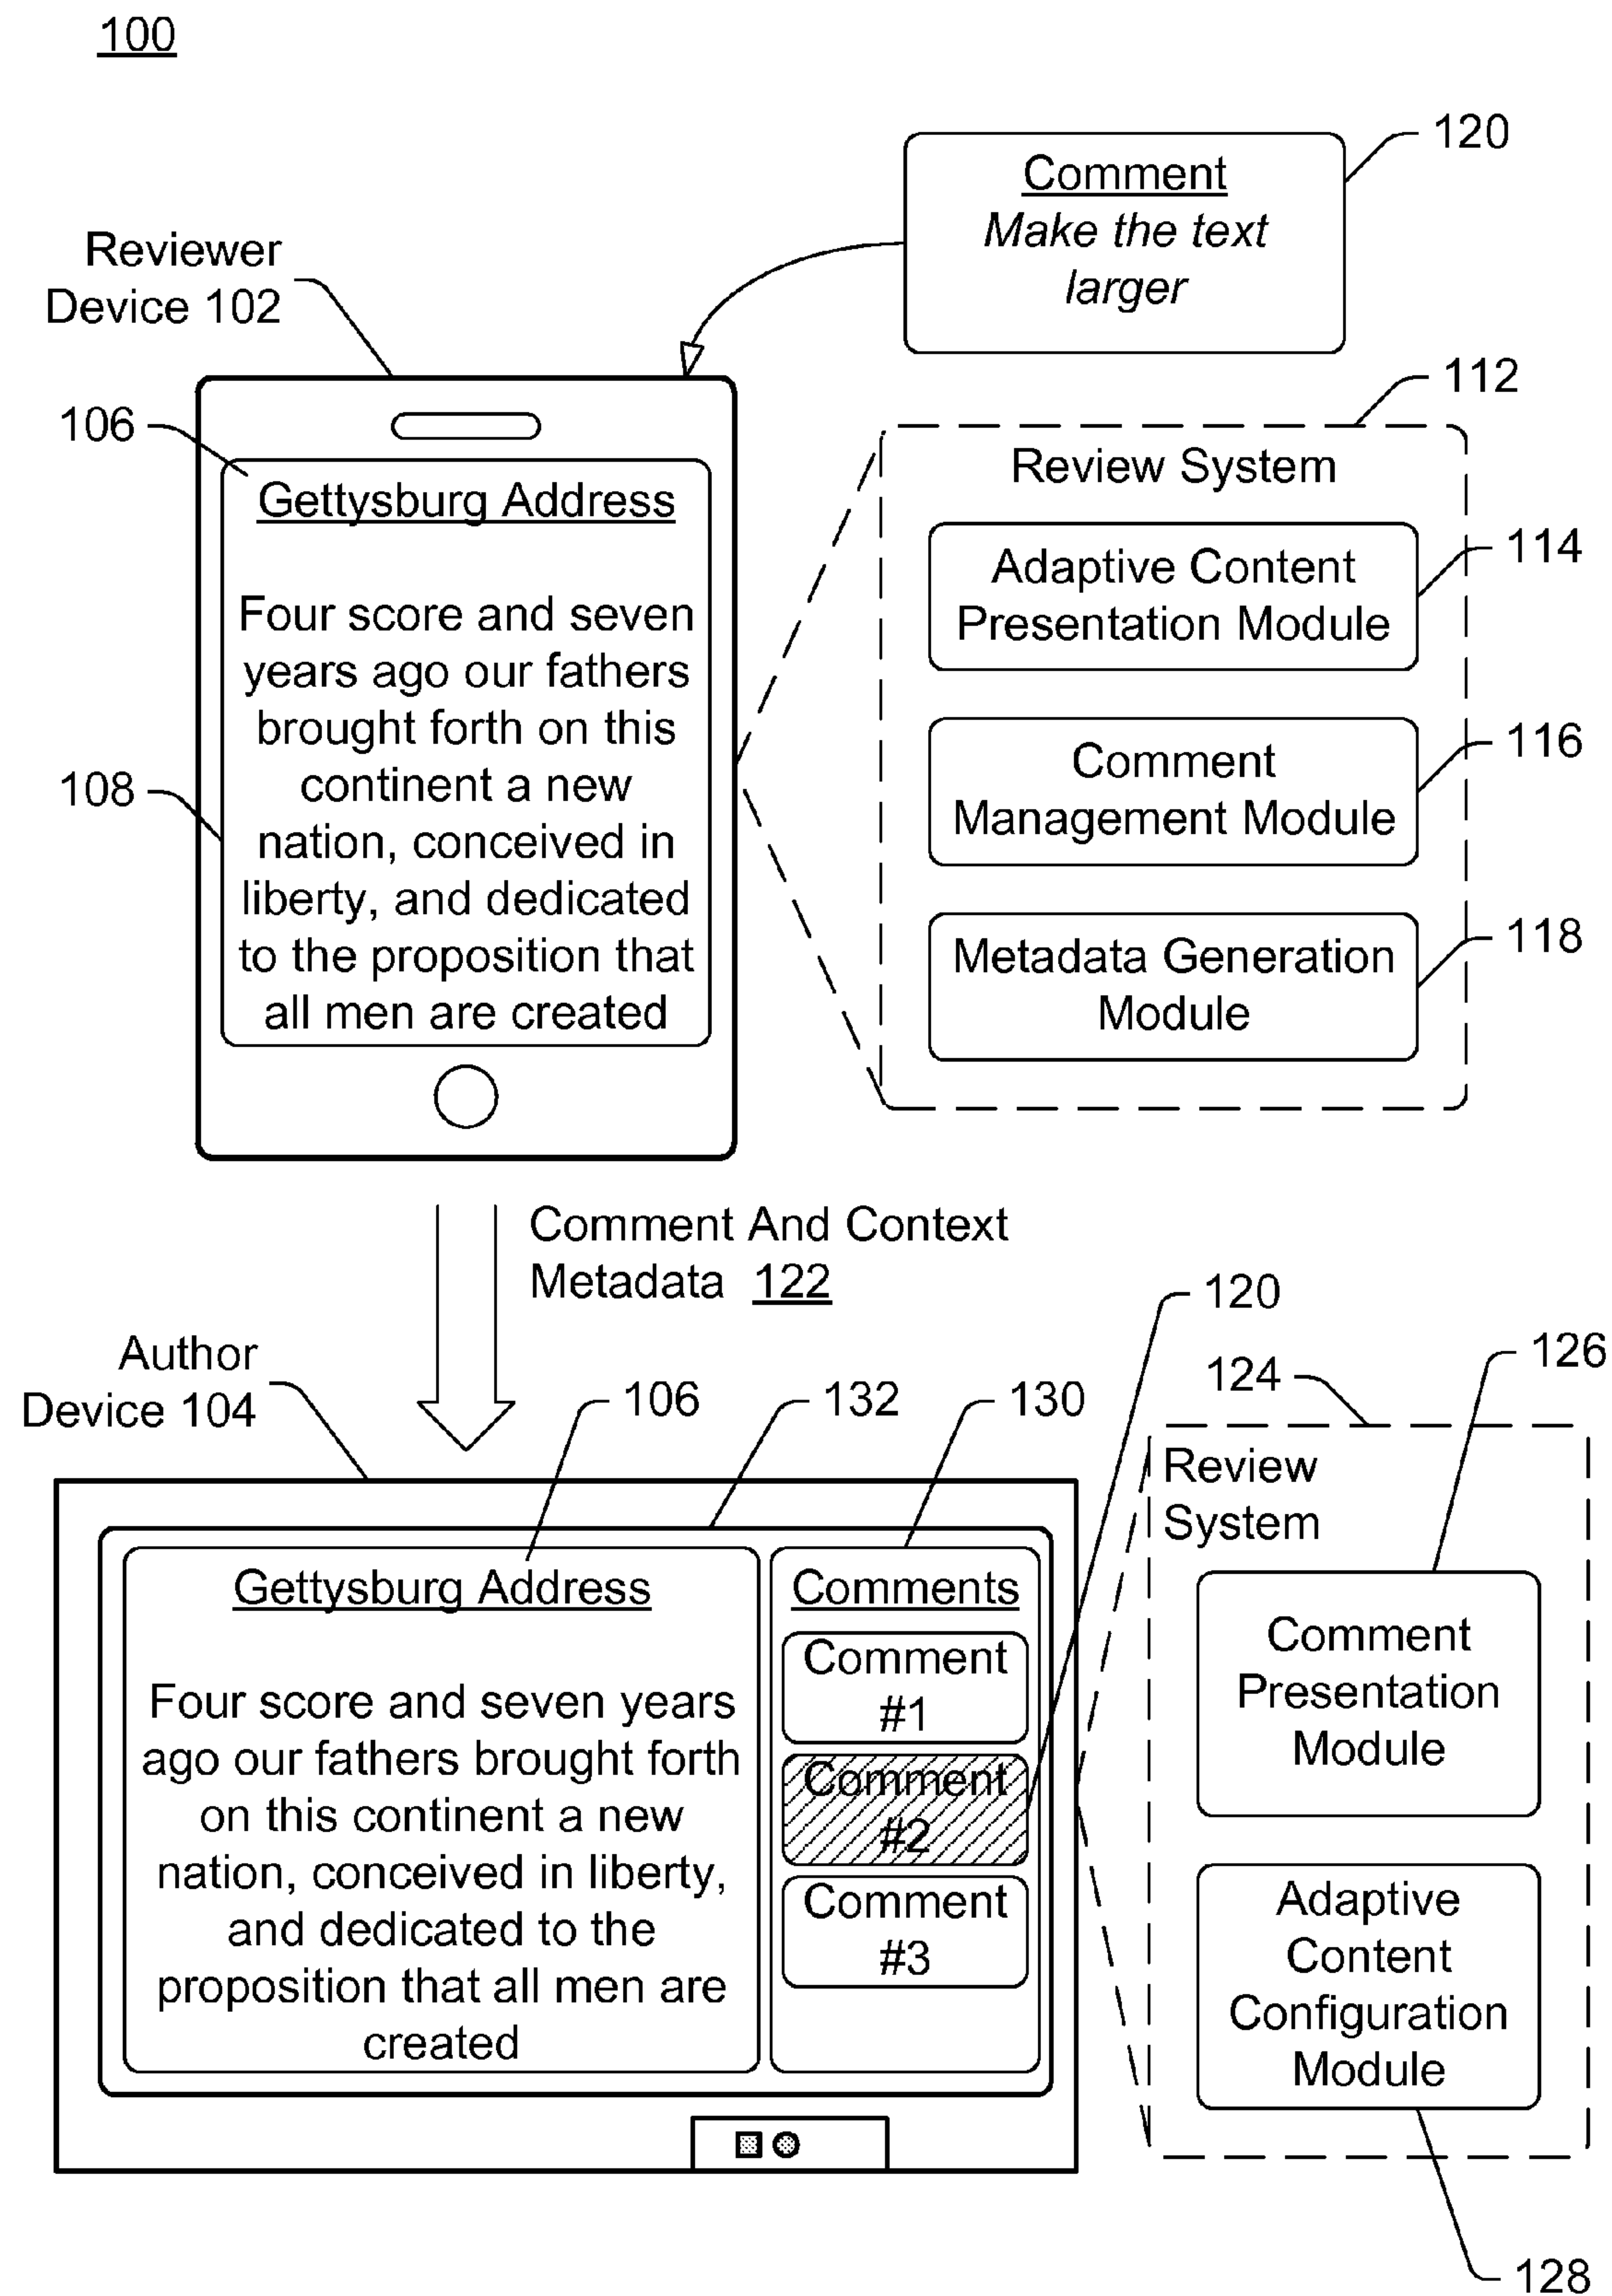 100
120
Comment
Make the text
larger
Reviewer
Device 102
112
106
Review System
Gettysburg Address
114
Adaptive Content
Presentation Module
Four score and seven
years ago our fathers
brought forth on this
continent a new
nation, conceived in
liberty, and dedicated
to the proposition that
all men are created
116
Comment
Management Module
108
118
Metadata Generation
Module
Comment And Context
Metadata 122
120
Author
Device 104
106
132
130
124
126
Review
System
Gettysburg Address
Four score and seven years
ago our fathers brought forth
on this continent a new
nation, conceived in liberty,
and dedicated to the
proposition that all men are
created
Comments
Comment
#1
Comment
#2
Comment
#3
Comment
Presentation
Module
Adaptive
Content
Configuration
Module
128